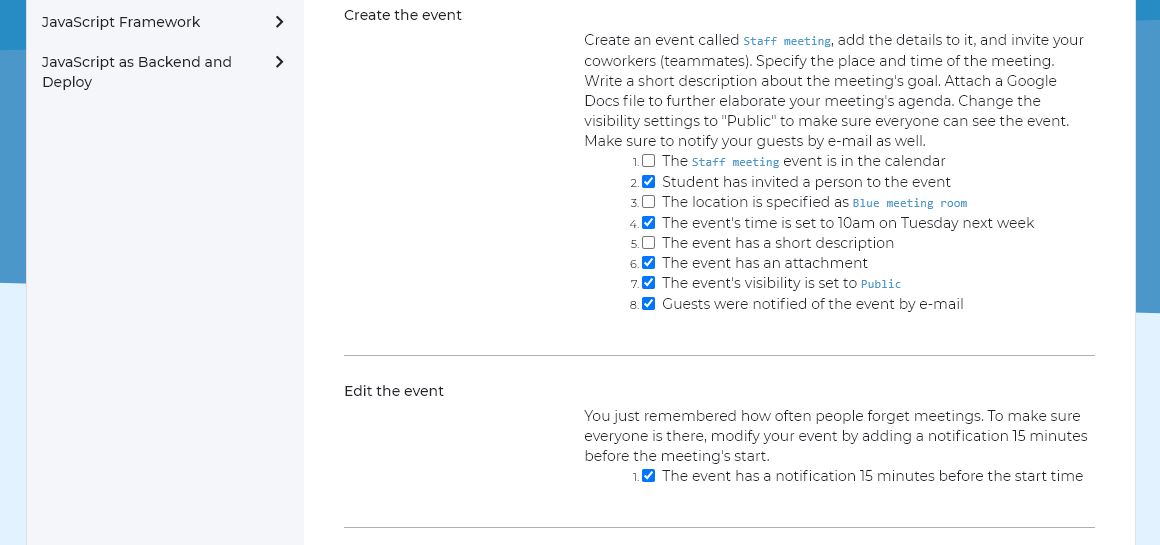 JavaScript Framework
JavaScript as Backend and
Deploy
Create the event
Create an event called Staff meeting, add the details to it, and invite your
coworkers (teammates). Specify the place and time of the meeting.
Write a short description about the meeting's goal. Attach a Google
Docs file to further elaborate your meeting's agenda. Change the
visibility settings to "Public" to make sure everyone can see the event.
Make sure to notify your guests by e-mail as well.
1. The Staff meeting event is in the calendar
2. Student has invited a person to the event
3. The location is specified as Blue meeting room
4. The event's time is set to 10am on Tuesday next week
5. The event has a short description
6. The event has an attachment
7. The event's visibility is set to Public
8. Guests were notified of the event by e-mail
Edit the event
You just remembered how often people forget meetings. To make sure
everyone is there, modify your event by adding a notification 15 minutes
before the meeting's start.
1. The event has a notification 15 minutes before the start time